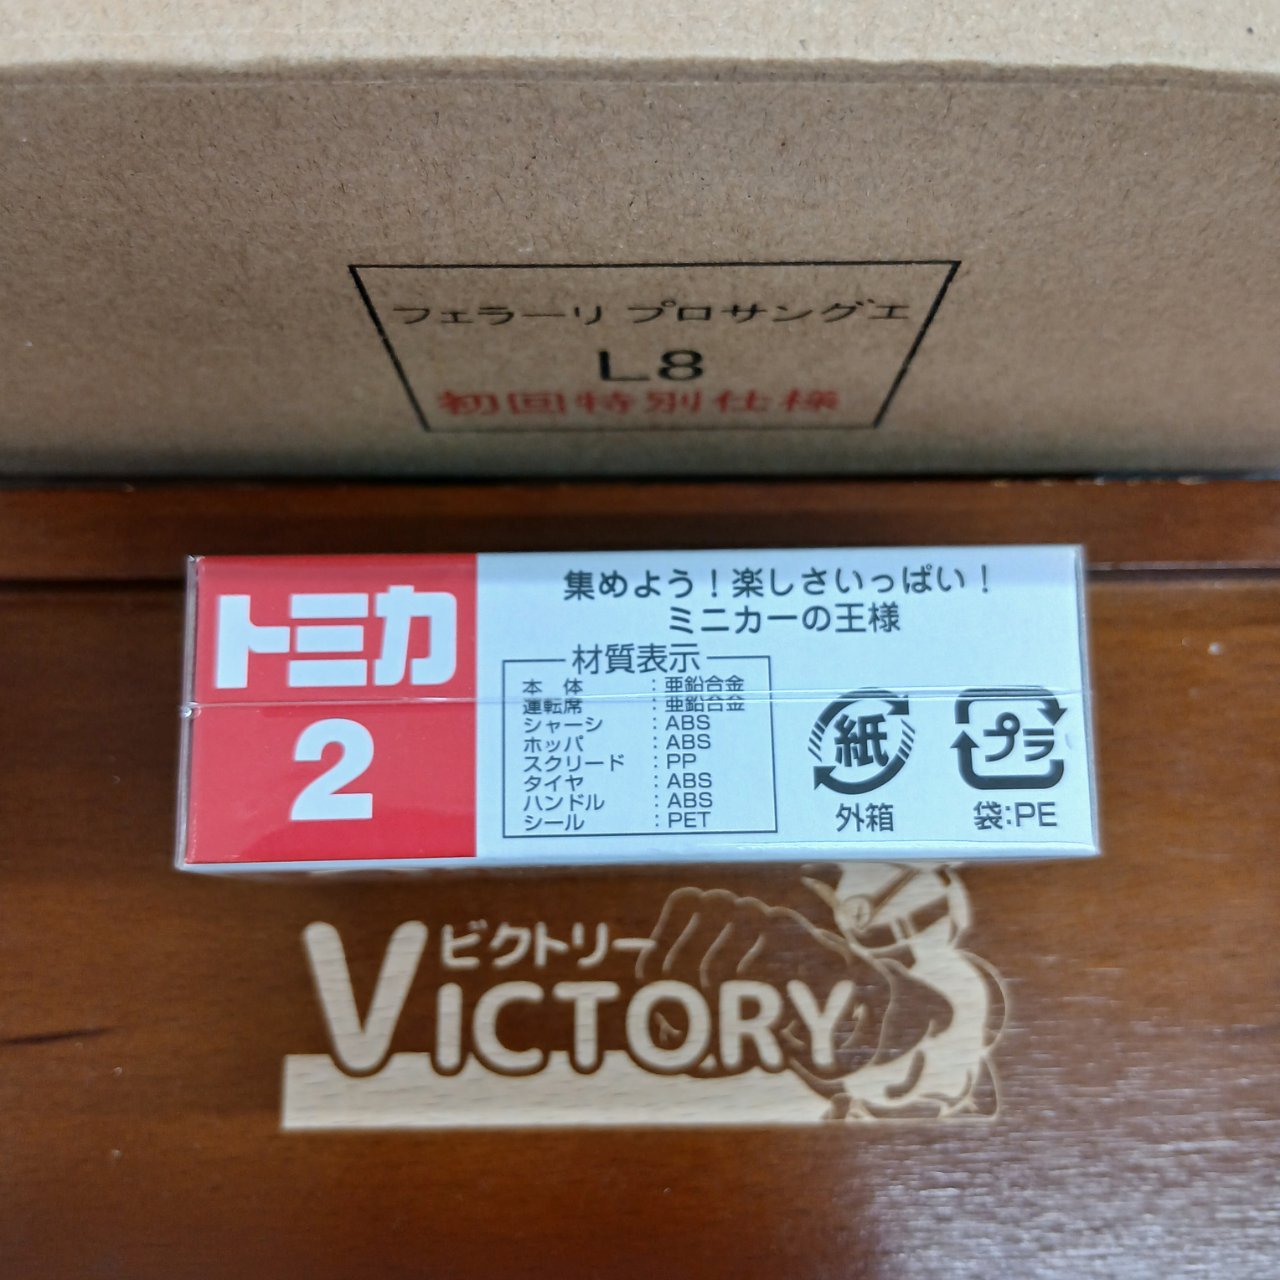 フェラーリ プロサングエ
L8
初回特別仕様
トミカ
2
集めよう!楽しさいっぱい!
ミニカーの王様
材質表示
本 体 : 亜鉛合金
運転席 : 亜鉛合金
シャーシ : ABS
ホッパ : ABS
スクリード : PP
タイヤ : ABS
ハンドル : ABS
シール : PET
紙
外箱
プラ
袋:PE
ビクトリー
VICTORY